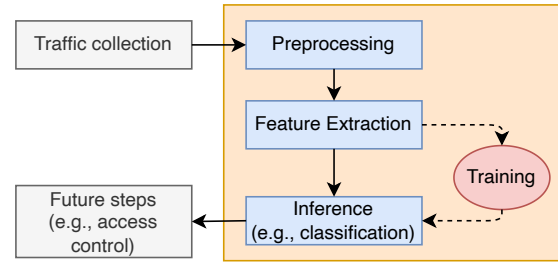 Traffic collection
Preprocessing
Feature Extraction
Training
Inference
(e.g., classification)
Future steps
(e.g., access
control)